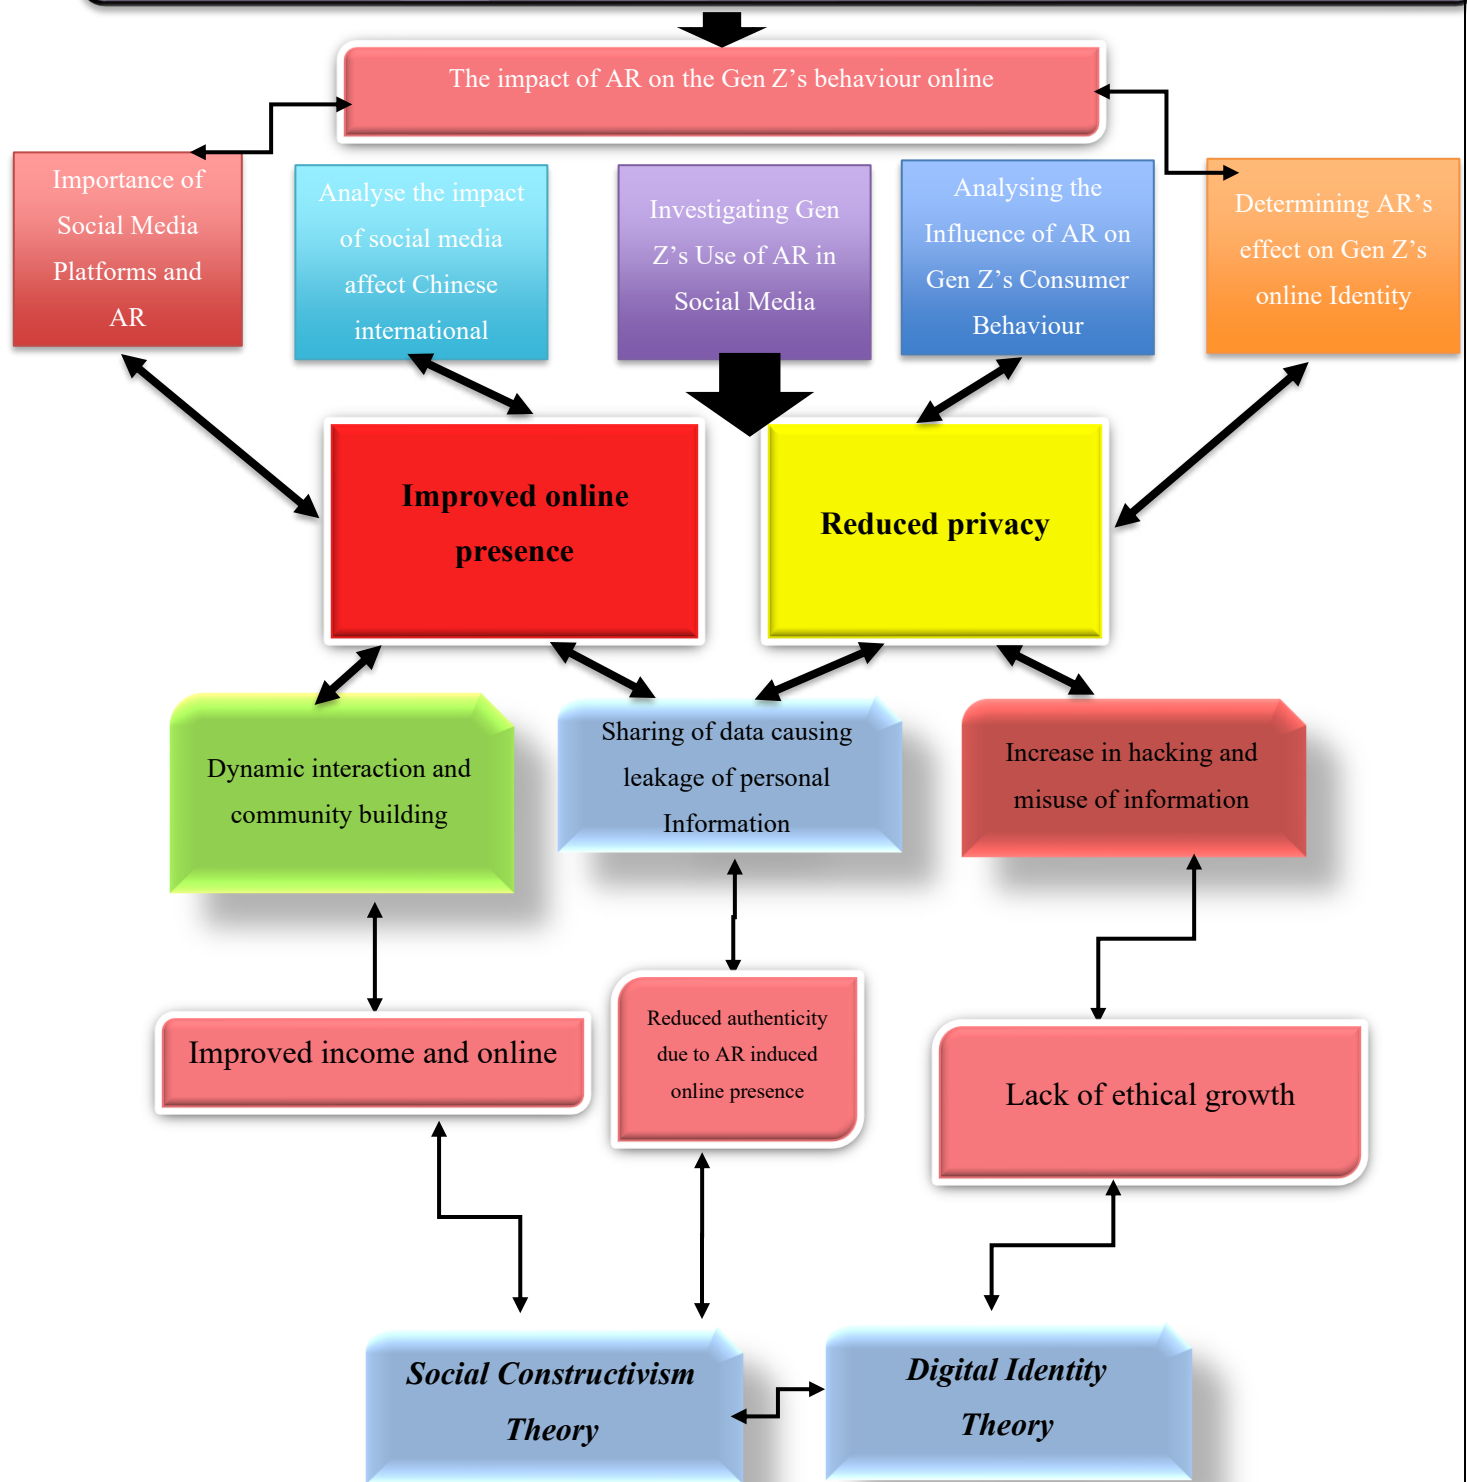 The impact of AR on the Gen Z’s behaviour online
Importance of
Social Media
Platforms and
AR
Analyse the impact
of social media
affect Chinese
international
Investigating Gen
Z’s Use of AR in
Social Media
Analysing the
Influence of AR on
Gen Z’s Consumer
Behaviour
Determining AR’s
effect on Gen Z’s
online Identity
Improved online
presence
Reduced privacy
Dynamic interaction and
community building
Sharing of data causing
leakage of personal
Information
Increase in hacking and
misuse of information
Improved income and online
Reduced authenticity
due to AR induced
online presence
Lack of ethical growth
Social Constructivism
Theory
Digital Identity
Theory